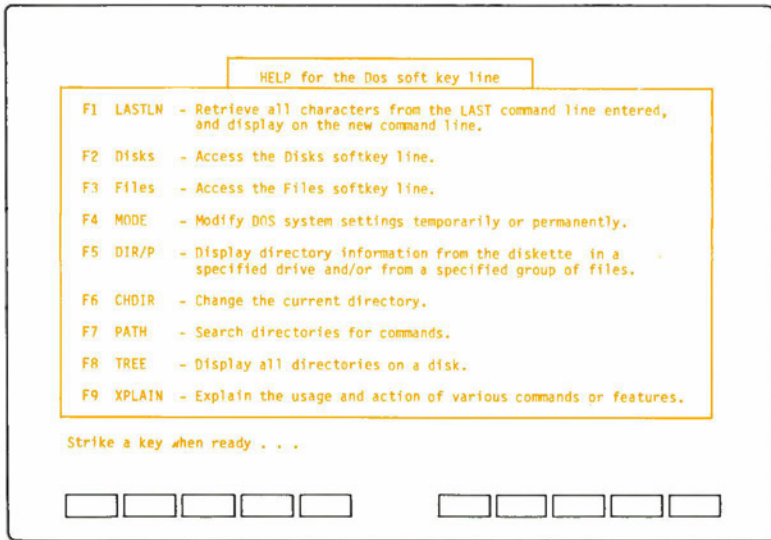 HELP for the Dos soft key line
F1 LASTLN - Retrieve all characters from the LAST command line entered,
and display on the new command line.
F2 Disks - Access the Disks softkey line.
F3 Files - Access the Files softkey line.
F4 MODE - Modify DOS system settings temporarily or permanently.
F5 DIR/P - Display directory information from the diskette in a
specified drive and/or from a specified group of files.
F6 CHDIR - Change the current directory.
F7 PATH - Search directories for commands.
F8 TREE - Display all directories on a disk.
F9 XPLAIN - Explain the usage and action of various commands or features.
Strike a key when ready . . .